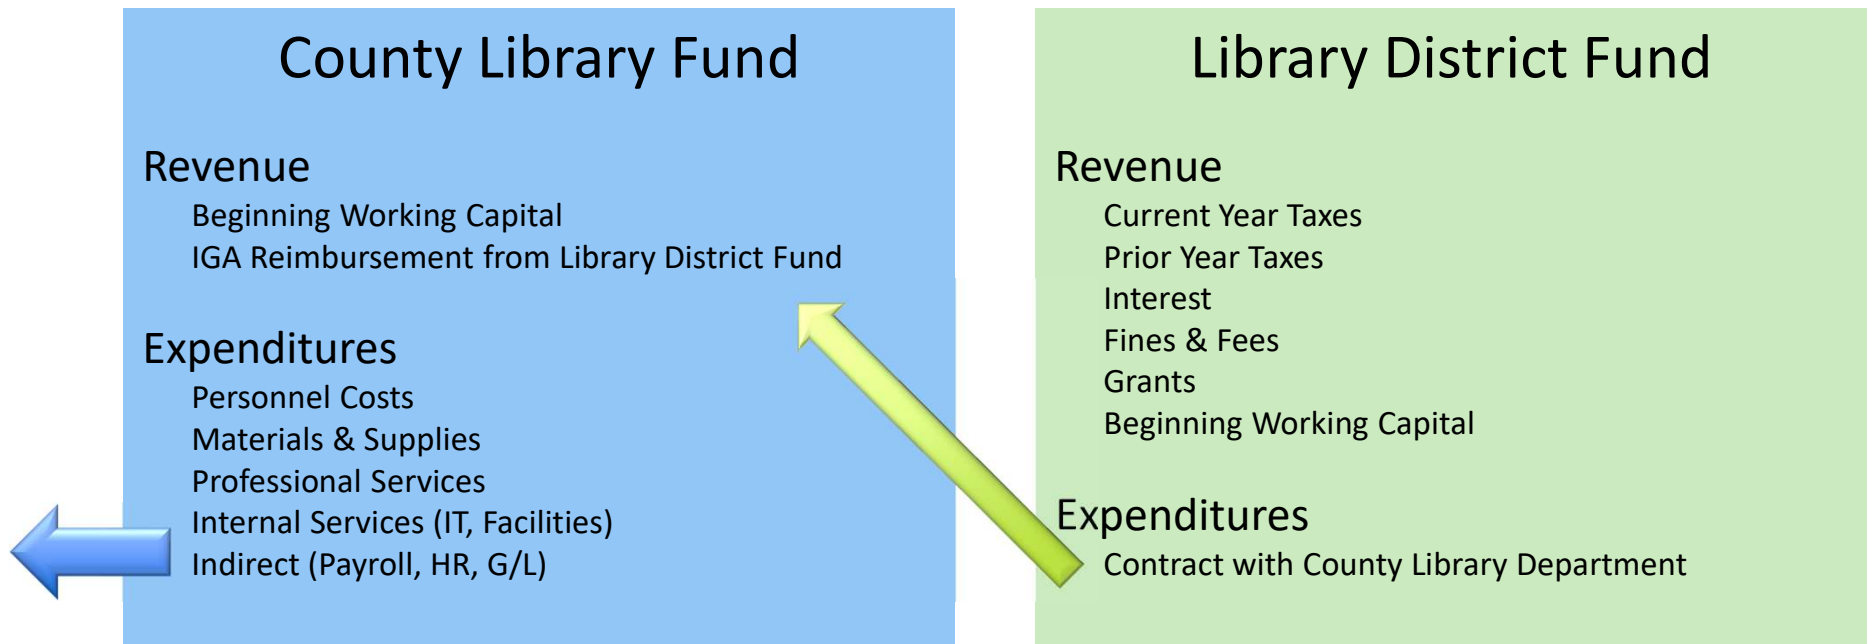 County Library Fund
Revenue
Beginning Working Capital
IGA Reimbursement from Library District Fund
Expenditures
Personnel Costs
Materials & Supplies
Professional Services
Internal Services (IT, Facilities)
Indirect (Payroll, HR, G/L)
Library District Fund
Revenue
Current Year Taxes
Prior Year Taxes
Interest
Fines & Fees
Grants
Beginning Working Capital
Expenditures
Contract with County Library Department